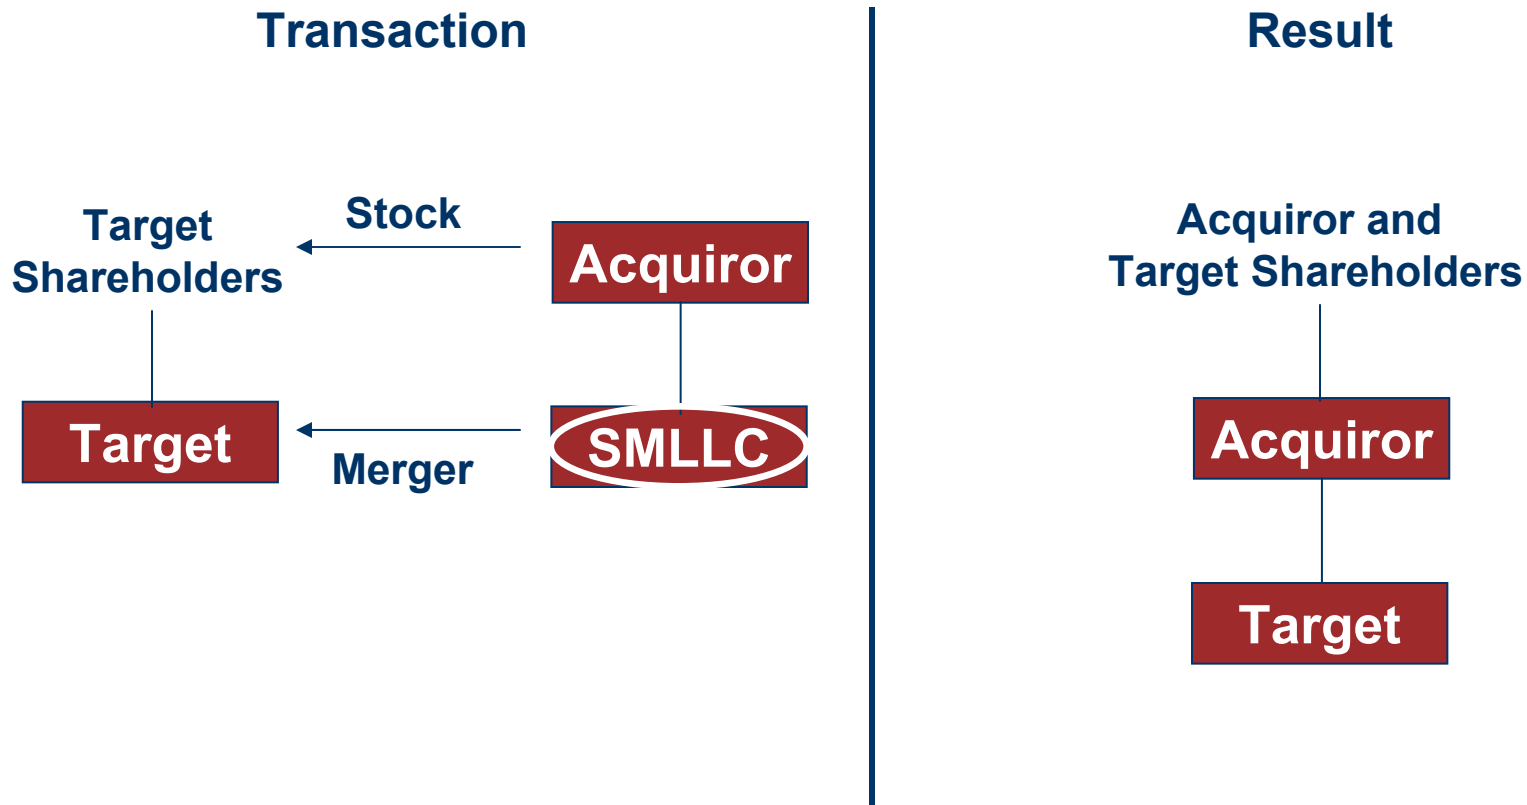 Transaction
Stock
Target
Shareholders
Acquiror
Target
Merger
SMLLC
Result
Acquiror and
Target Shareholders
Acquiror
Target